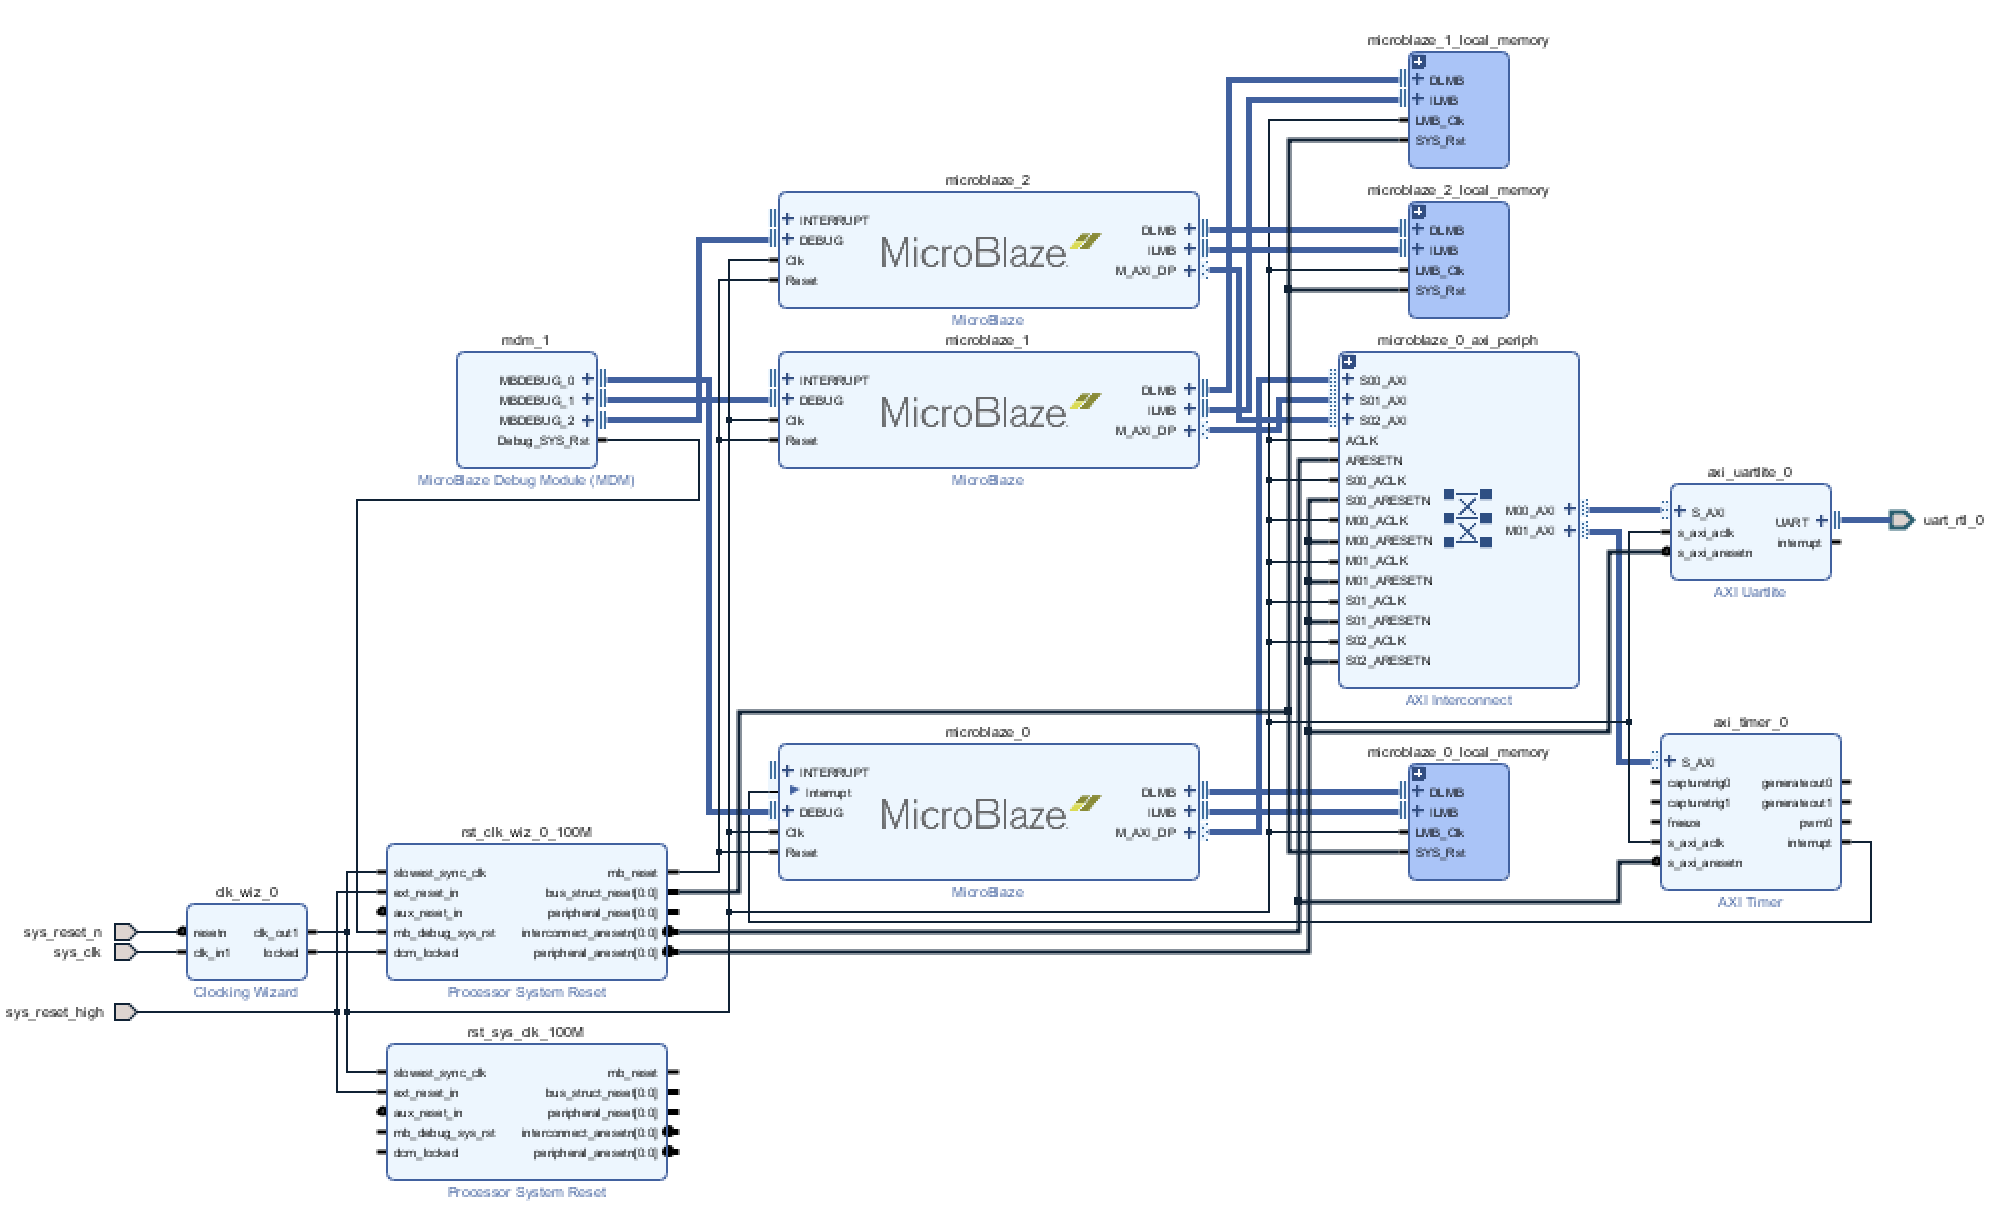 microblaze_1_local_memory
DLMB
ILMB
LMB_Clk
SYS_Rst
microblaze_2_local_memory
DLMB
ILMB
LMB_Clk
SYS_Rst
microblaze_2
INTERRUPT
DEBUG
Clk
Reset
MicroBlaze
DLMB
ILMB
M_AXI_DP
MicroBlaze
mdm_1
MBDEBUG_0
MBDEBUG_1
MBDEBUG_2
Debug_SYS_Rst
MicroBlaze Debug Module (MDM)
microblaze_1
INTERRUPT
DEBUG
Clk
Reset
MicroBlaze
DLMB
ILMB
M_AXI_DP
MicroBlaze
microblaze_0_axi_periph
S00_AXI
S01_AXI
S02_AXI
ACLK
ARESETN
S00_ACLK
S00_ARESETN
M00_ACLK
M00_ARESETN
M01_ACLK
M01_ARESETN
S01_ACLK
S01_ARESETN
S02_ACLK
S02_ARESETN
M00_AXI
M01_AXI
AXI Interconnect
axi_uartlite_0
S_AXI
s_axi_aclk
s_axi_aresetn
UART
interrupt
AXI Uartlite
uart_rtl_0
microblaze_0
INTERRUPT
Interrupt
DEBUG
Clk
Reset
MicroBlaze
DLMB
ILMB
M_AXI_DP
MicroBlaze
microblaze_0_local_memory
DLMB
ILMB
LMB_Clk
SYS_Rst
axi_timer_0
S_AXI
capturetrig0
capturetrig1
freeze
s_axi_aclk
s_axi_aresetn
generateout0
generateout1
pwm0
interrupt
AXI Timer
sys_reset_n
sys_clk
sys_reset_high
clk_wiz_0
resetn
clk_in1
clk_out1
locked
Clocking Wizard
rst_clk_wiz_0_100M
slowest_sync_clk
ext_reset_in
aux_reset_in
mb_debug_sys_rst
dcm_locked
mb_reset
bus_struct_reset[0:0]
peripheral_reset[0:0]
interconnect_aresetn[0:0]
peripheral_aresetn[0:0]
Processor System Reset
rst_sys_clk_100M
slowest_sync_clk
ext_reset_in
aux_reset_in
mb_debug_sys_rst
dcm_locked
mb_reset
bus_struct_reset[0:0]
peripheral_reset[0:0]
interconnect_aresetn[0:0]
peripheral_aresetn[0:0]
Processor System Reset